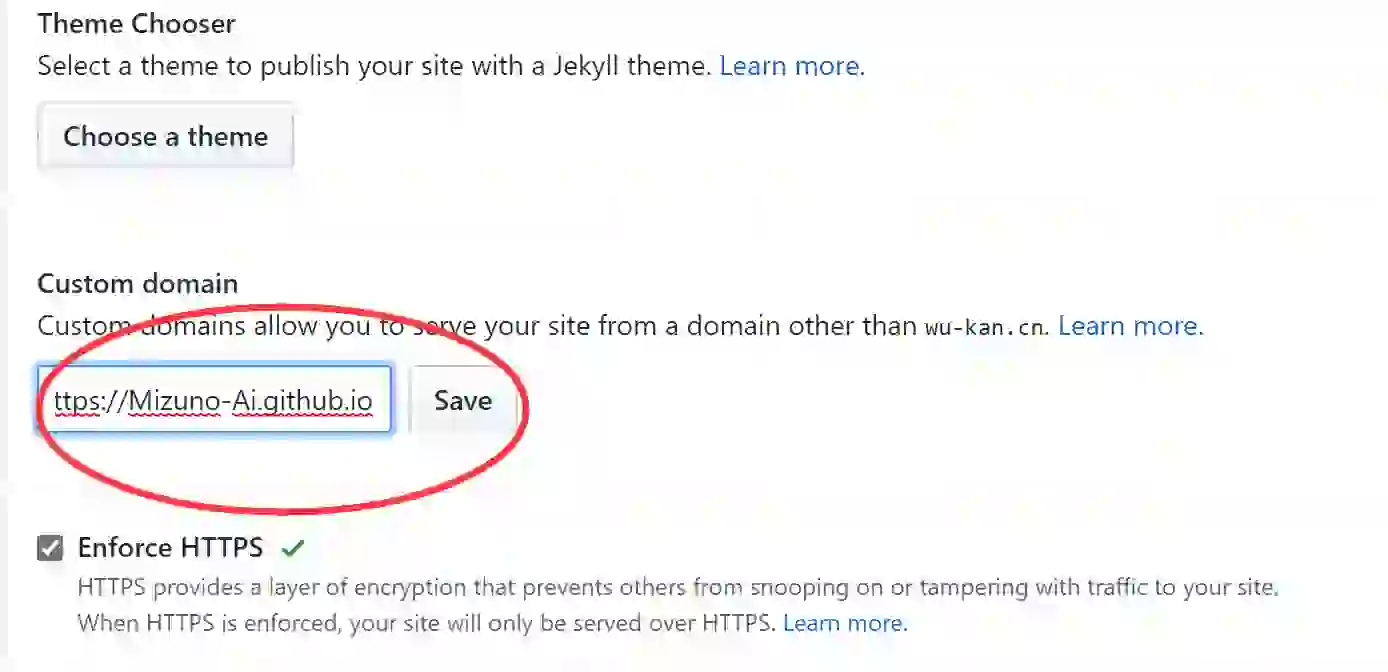 Theme Chooser
Select a theme to publish your site with a Jekyll theme. Learn more.
Choose a theme
Custom domain
Custom domains allow you to serve your site from a domain other than wu-kan.cn. Learn more.
ttps://Mizuno-Ai.github.io Save
Enforce HTTPS
HTTPS provides a layer of encryption that prevents others from snooping on or tampering with traffic to your site.
When HTTPS is enforced, your site will only be served over HTTPS. Learn more.